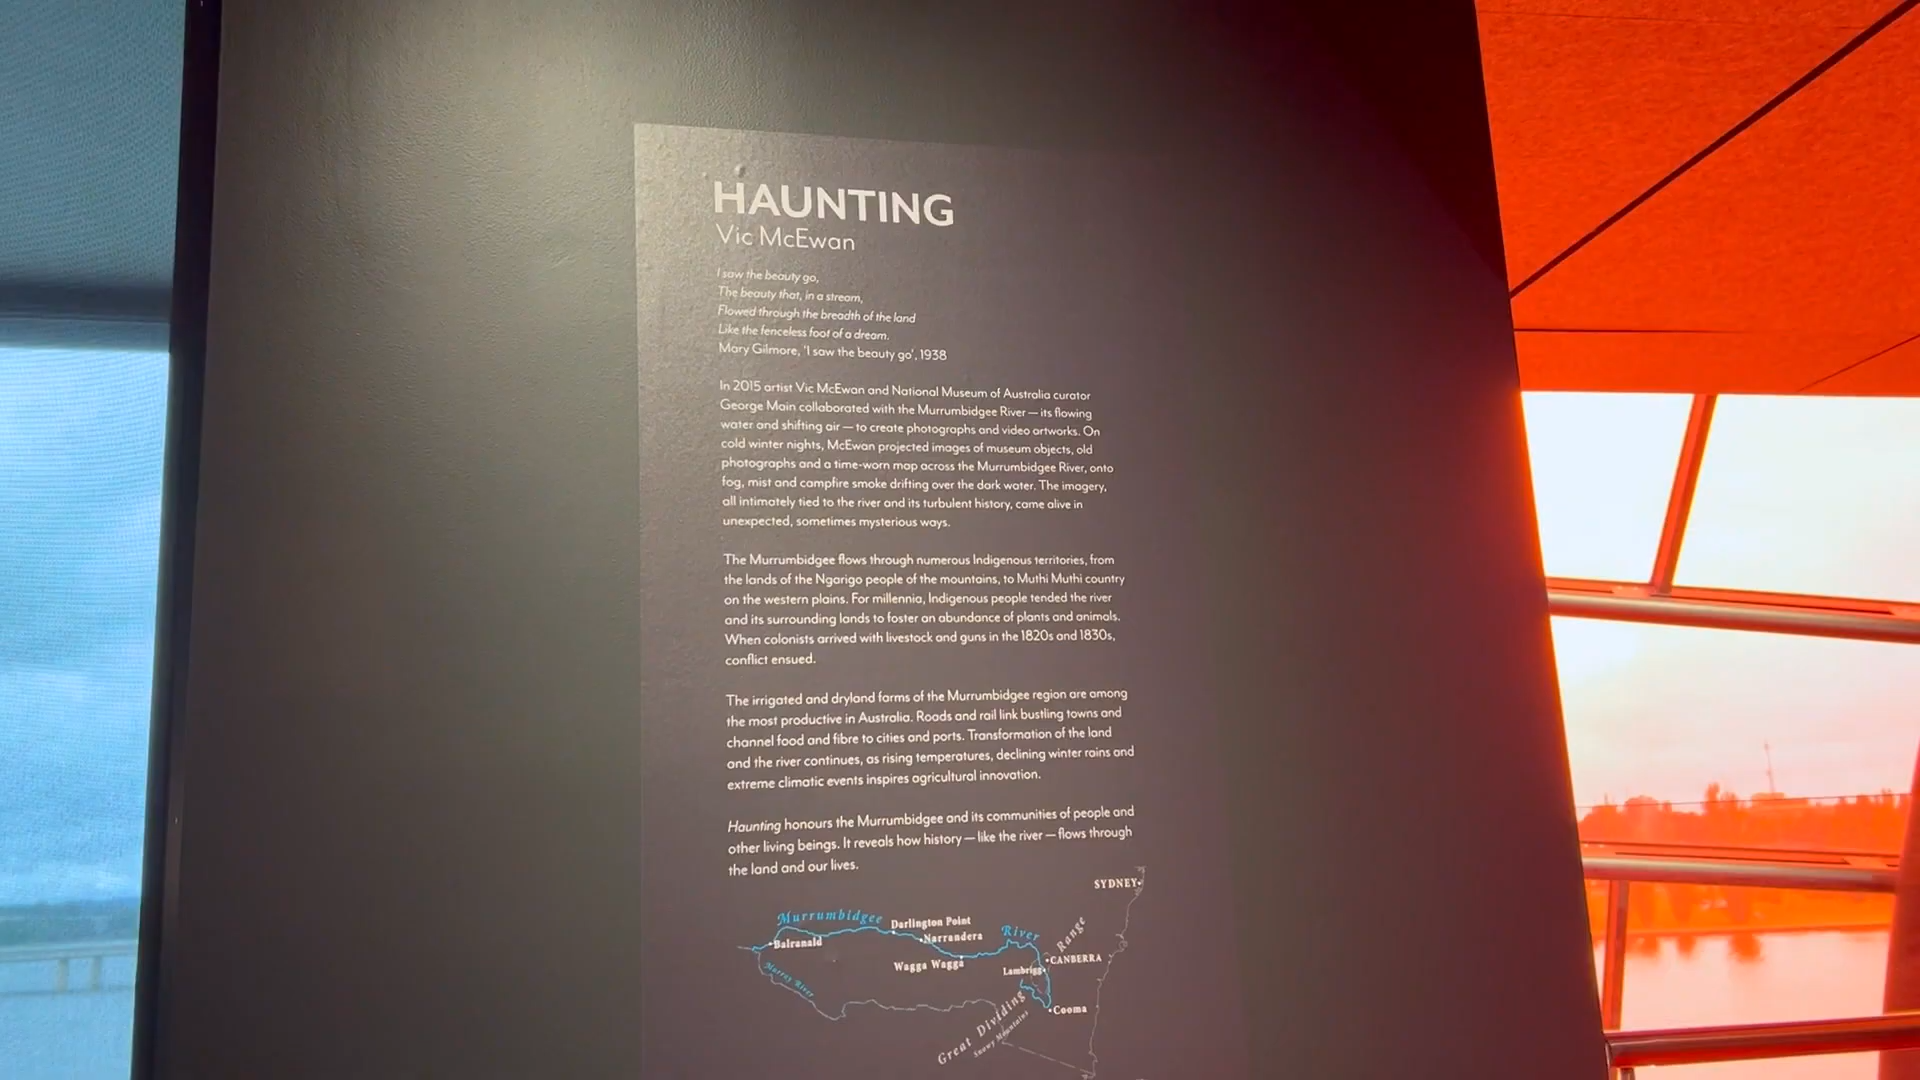 HAUNTING
Vic McEwan
I saw the beauty go,
The beauty that, in a stream,
Flowed through the breadth of the land
Like the fenceless foot of a dream.
Mary Gilmore, 'I saw the beauty go', 1938
In 2015 artist Vic McEwan and National Museum of Australia curator
George Main collaborated with the Murrumbidgee River — its flowing
water and shifting air — to create photographs and video artworks. On
cold winter nights, McEwan projected images of museum objects, old
photographs and a time-worn map across the Murrumbidgee River, onto
fog, mist and campfire smoke drifting over the dark water. The imagery,
all intimately tied to the river and its turbulent history, came alive in
unexpected, sometimes mysterious ways.
The Murrumbidgee flows through numerous Indigenous territories, from
the lands of the Ngarigo people of the mountains, to Muthi Muthi country
on the western plains. For millennia, Indigenous people tended the river
and its surrounding lands to foster an abundance of plants and animals.
When colonists arrived with livestock and guns in the 1820s and 1830s,
conflict ensued.
The irrigated and dryland farms of the Murrumbidgee region are among
the most productive in Australia. Roads and rail link bustling towns and
channel food and fibre to cities and ports. Transformation of the land
and the river continues, as rising temperatures, declining winter rains and
extreme climatic events inspires agricultural innovation.
Haunting honours the Murrumbidgee and its communities of people and
other living beings. It reveals how history — like the river — flows through
the land and our lives.
SYDNEY
Murrumbidgee River
Darlington Point
Narrandera
Balranald
Wagga Wagga
Murray River
CANBERRA
Lambrigg
Cooma
Great Dividing Range
Snowy Mountains